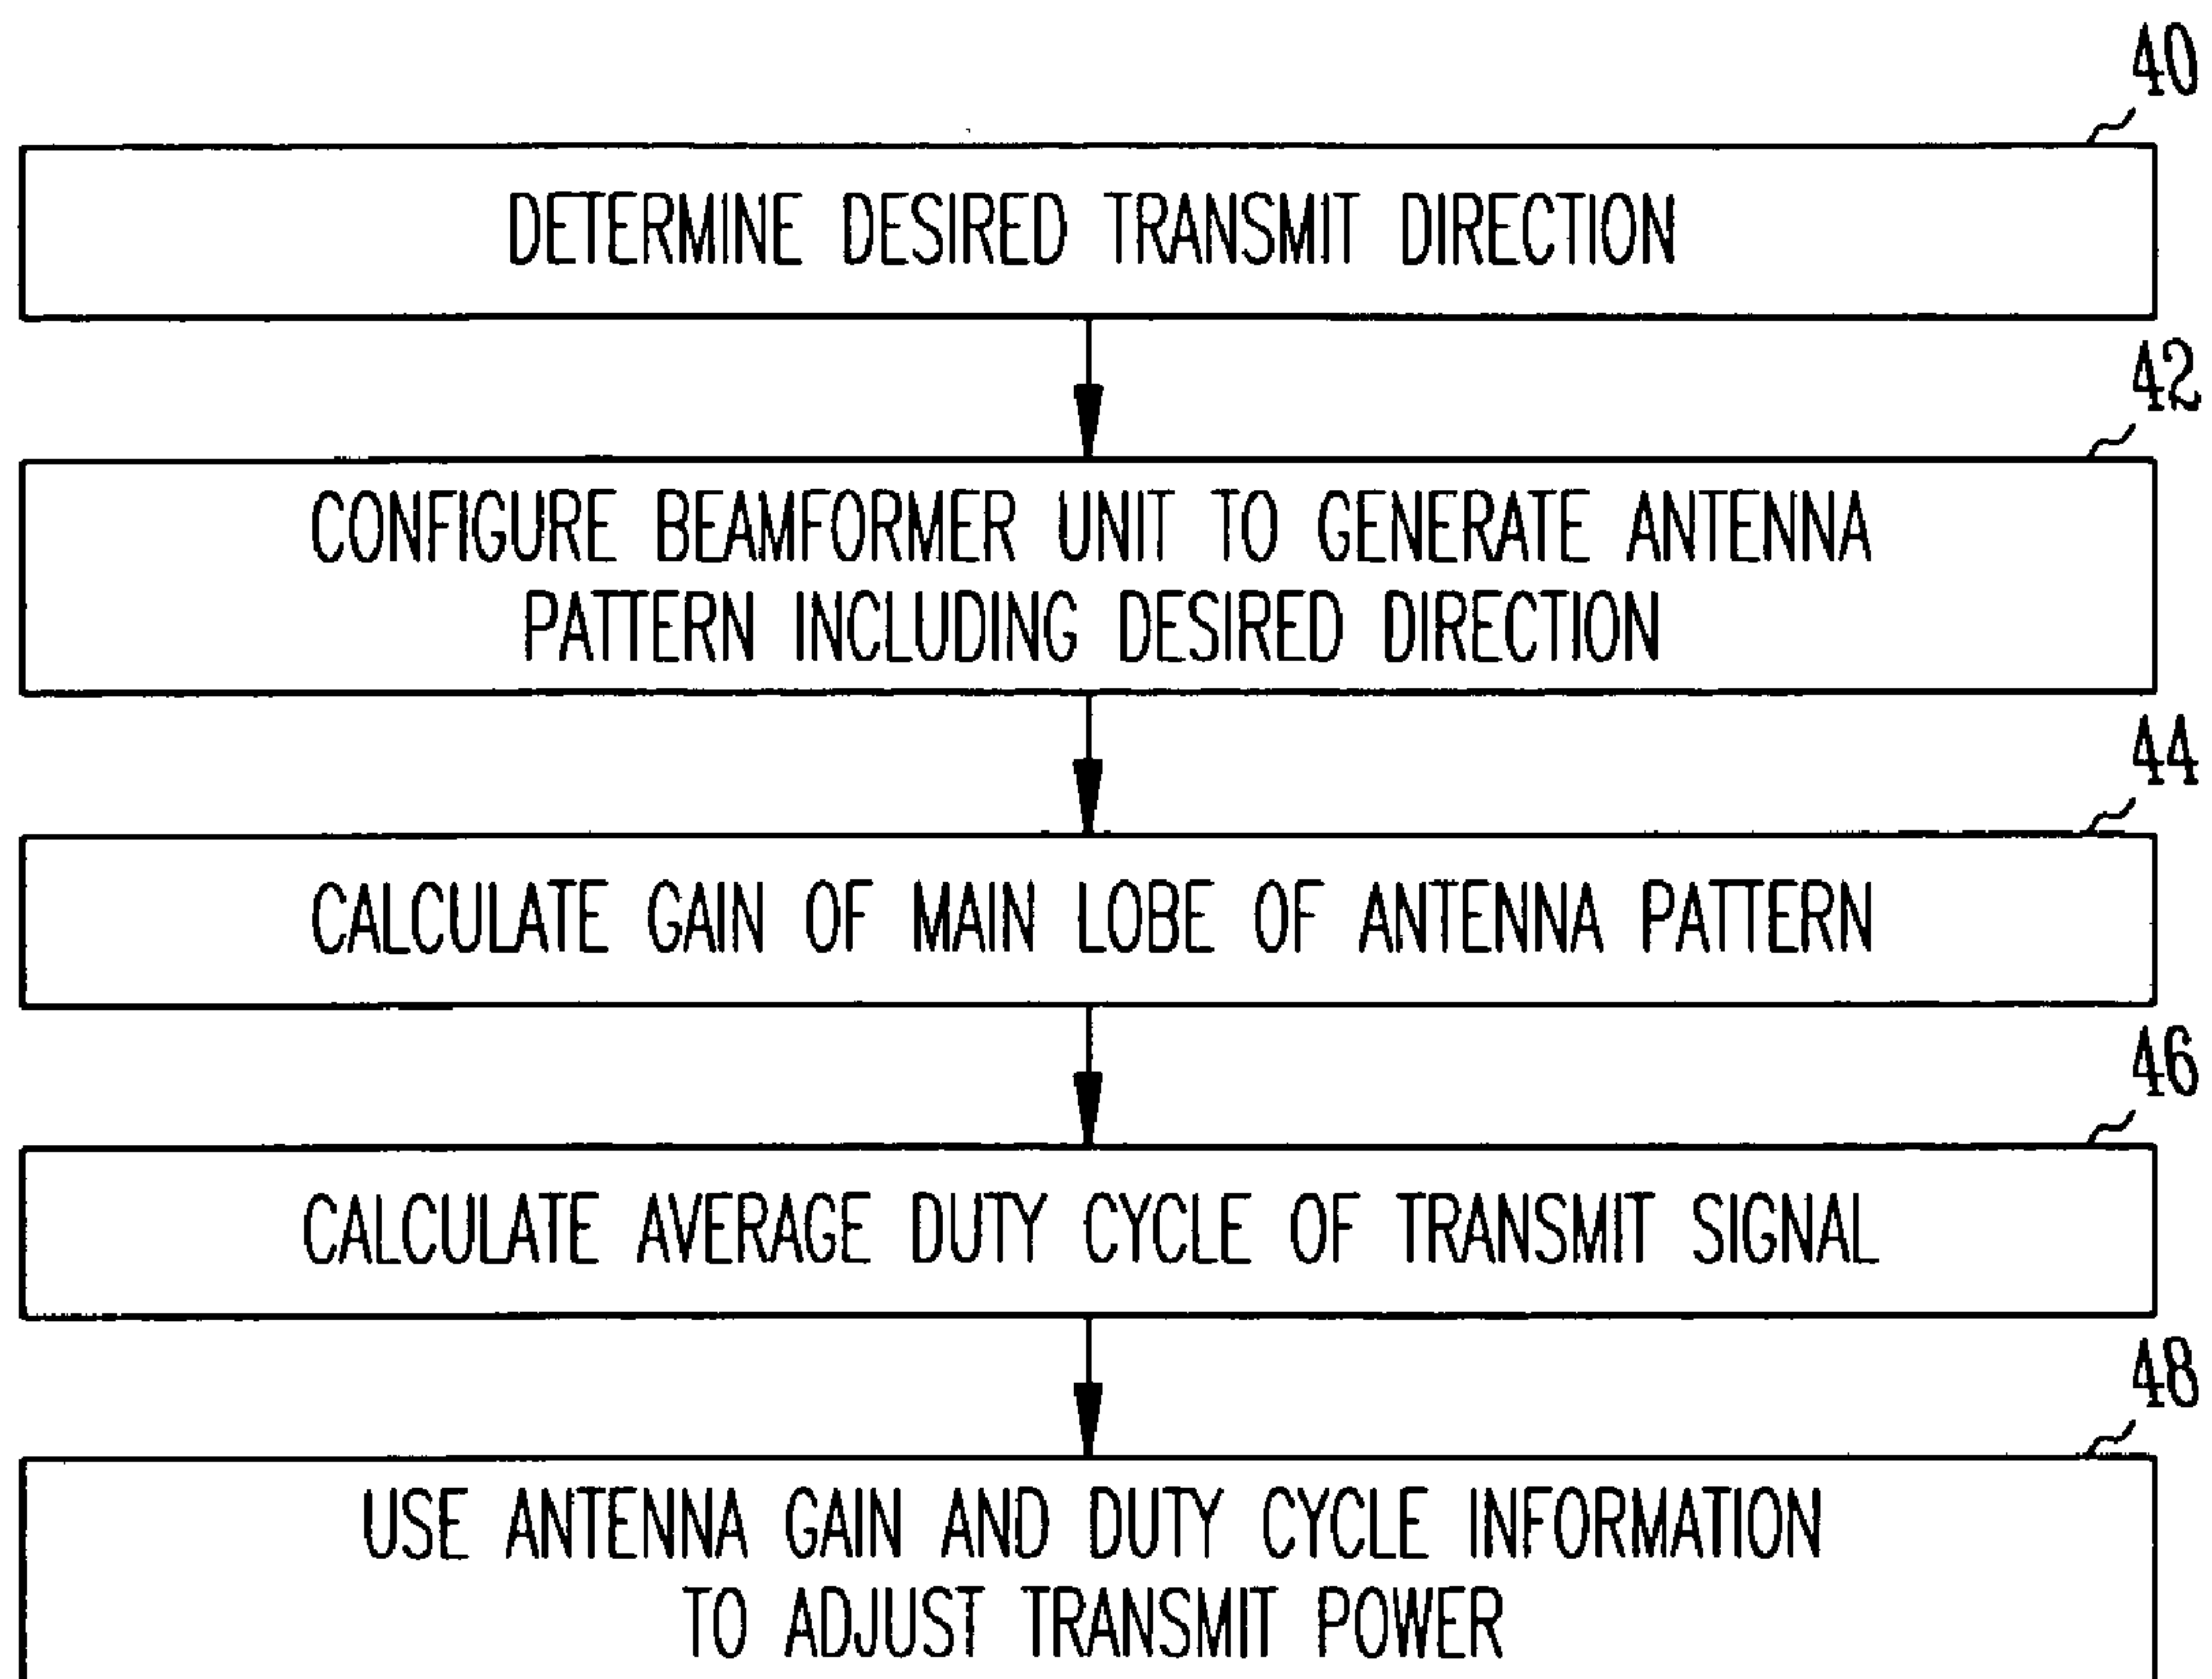 40
DETERMINE DESIRED TRANSMIT DIRECTION
42
CONFIGURE BEAMFORMER UNIT TO GENERATE ANTENNA
PATTERN INCLUDING DESIRED DIRECTION
44
CALCULATE GAIN OF MAIN LOBE OF ANTENNA PATTERN
46
CALCULATE AVERAGE DUTY CYCLE OF TRANSMIT SIGNAL
48
USE ANTENNA GAIN AND DUTY CYCLE INFORMATION
TO ADJUST TRANSMIT POWER